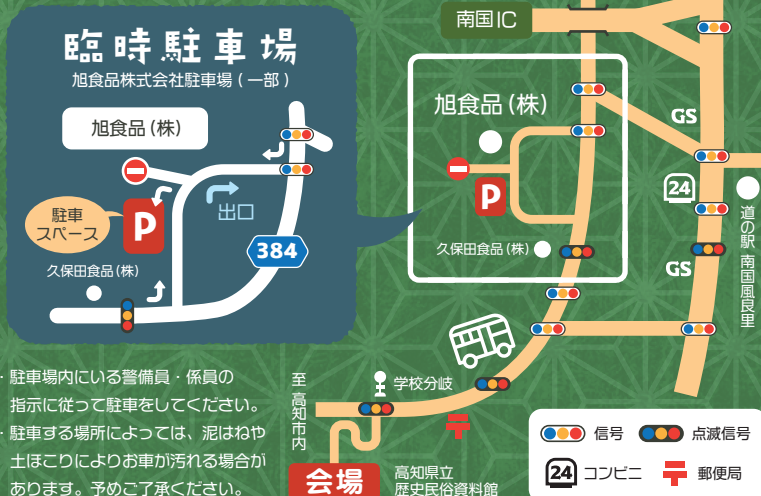 臨時駐車場
旭食品株式会社駐車場(一部)
旭食品(株)
駐車
スペース
P
出口
久保田食品(株)
384
南国IC
旭食品(株)
P
久保田食品(株)
GS
24
道の駅 南国風良里
GS
至 高知市内
学校分岐
会場
高知県立
歴史民俗資料館
・駐車場内にいる警備員・係員の
指示に従って駐車をしてください。
・駐車する場所によっては、泥はねや
土ほこりによりお車が汚れる場合が
あります。予めご了承ください。
信号
点滅信号
24
コンビニ
郵便局